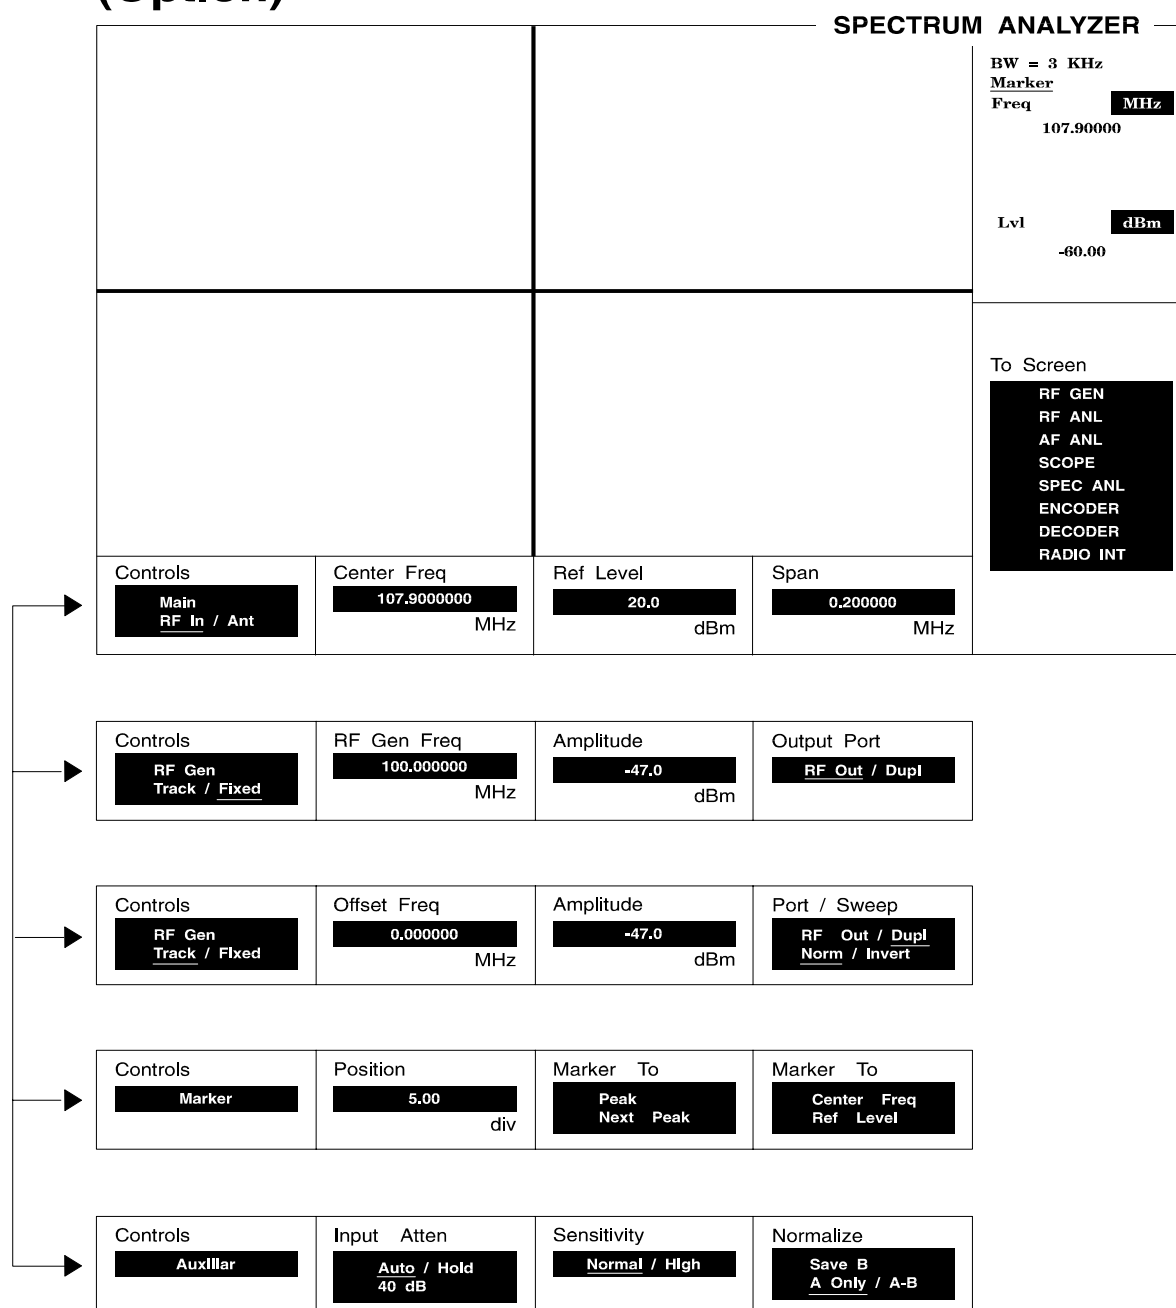 (Option)
SPECTRUM ANALYZER
BW = 3 KHz
Marker
Freq MHz
107.90000
Lvl dBm
-60.00
To Screen
RF GEN
RF ANL
AF ANL
SCOPE
SPEC ANL
ENCODER
DECODER
RADIO INT
Controls
Main
RF In / Ant
Center Freq
107.9000000
MHz
Ref Level
20.0
dBm
Span
0.200000
MHz
Controls
RF Gen
Track / Fixed
RF Gen Freq
100.000000
MHz
Amplitude
-47.0
dBm
Output Port
RF Out / Dupl
Controls
RF Gen
Track / FIxed
Offset Freq
0.000000
MHz
Amplitude
-47.0
dBm
Port / Sweep
RF Out / Dupl
Norm / Invert
Controls
Marker
Position
5.00
div
Marker To
Peak
Next Peak
Marker To
Center Freq
Ref Level
Controls
AuxIIIar
Input Atten
Auto / Hold
40 dB
Sensitivity
Normal / HIgh
Normalize
Save B
A Only / A-B